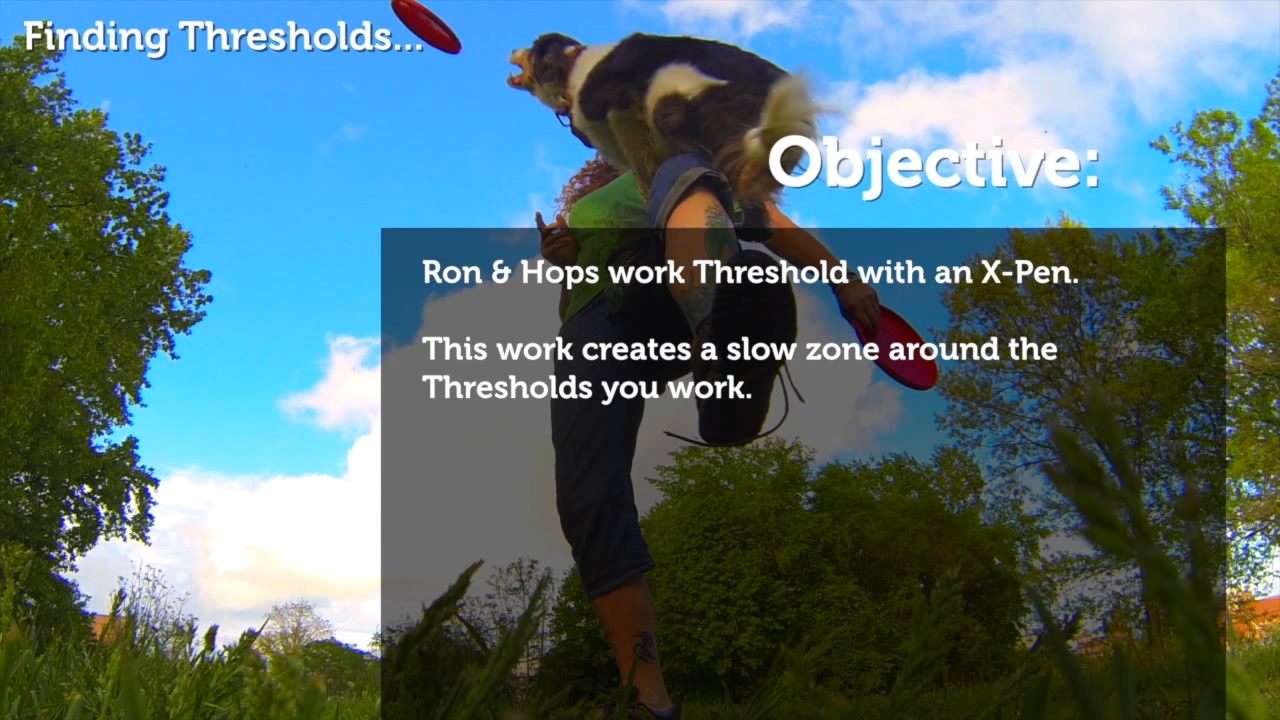 Finding Thresholds...
Objective:
Ron & Hops work Threshold with an X-Pen.
This work creates a slow zone around the
Thresholds you work.